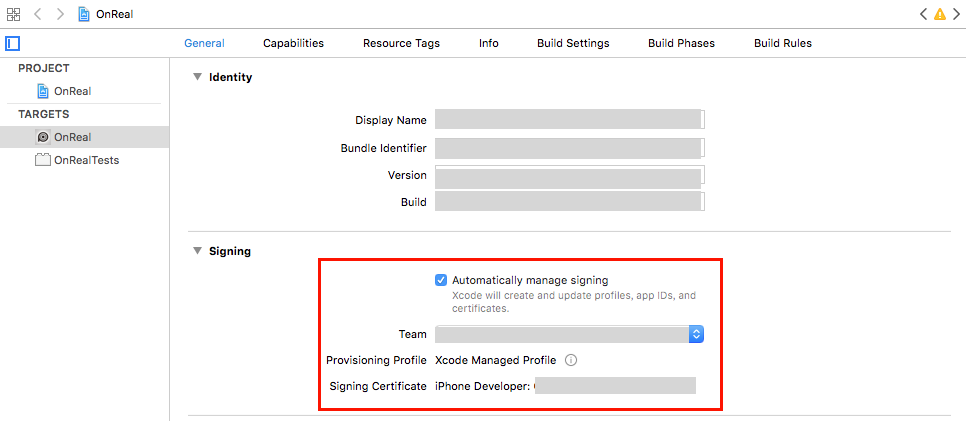 OnReal
General Capabilities Resource Tags Info Build Settings Build Phases Build Rules
PROJECT
OnReal
TARGETS
OnReal
OnRealTests
Identity
Display Name
Bundle Identifier
Version
Build
Signing
Automatically manage signing
Xcode will create and update profiles, app IDs, and
certificates.
Team
Provisioning Profile Xcode Managed Profile
Signing Certificate iPhone Developer: